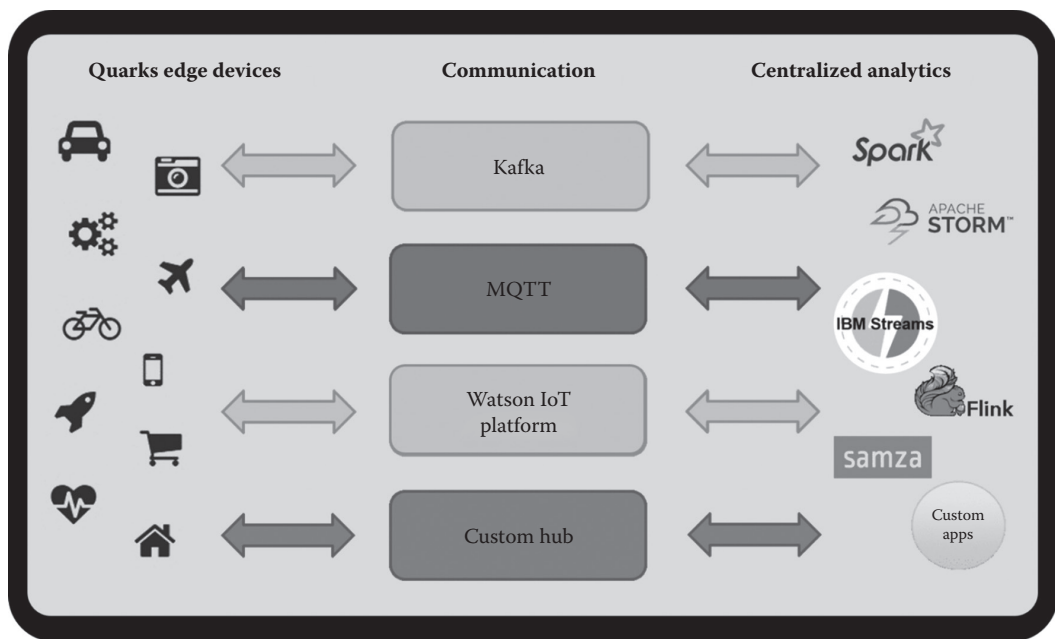 Quarks edge devices
Communication
Centralized analytics
Kafka
Spark
APACHE
STORM™
MQTT
IBM Streams
Watson IoT
platform
Flink
samza
Custom hub
Custom
apps